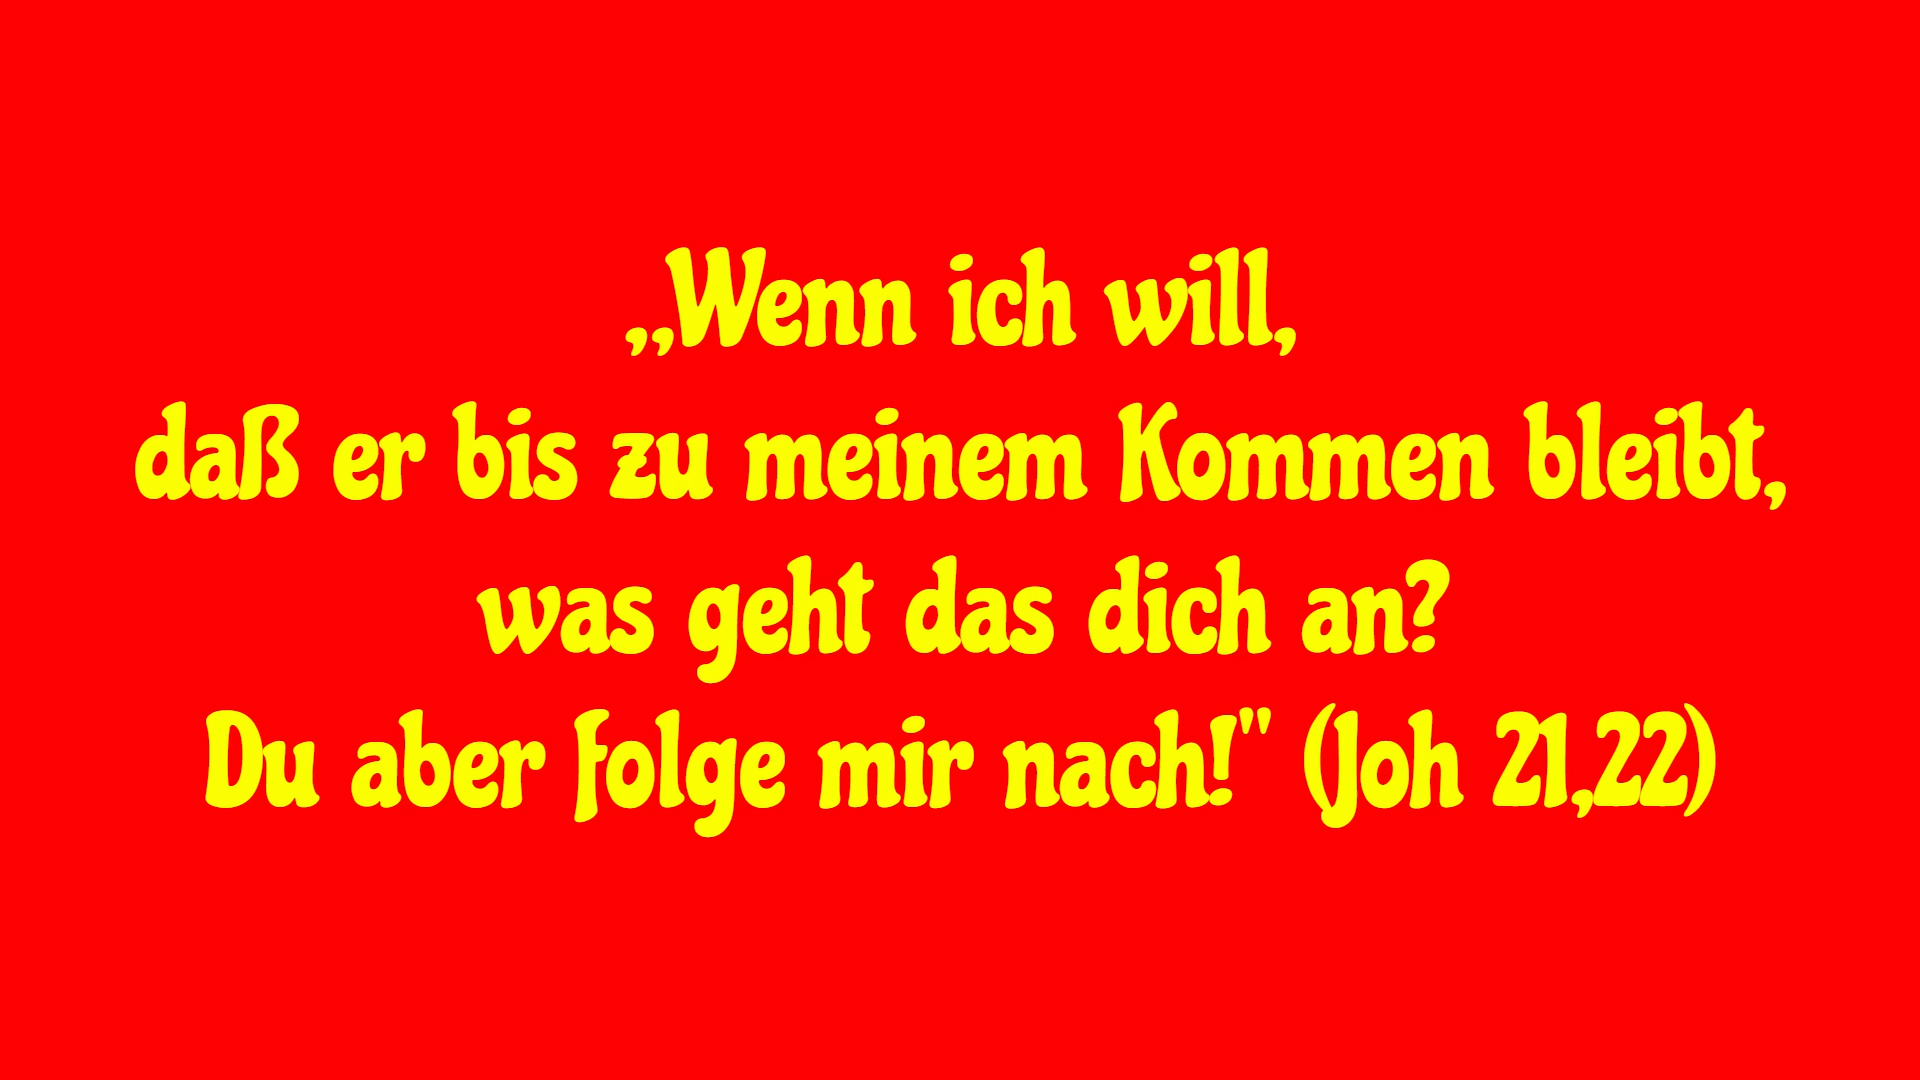 „Wenn ich will,
daß er bis zu meinem Kommen bleibt,
was geht das dich an?
Du aber folge mir nach!" (Joh 21,22)